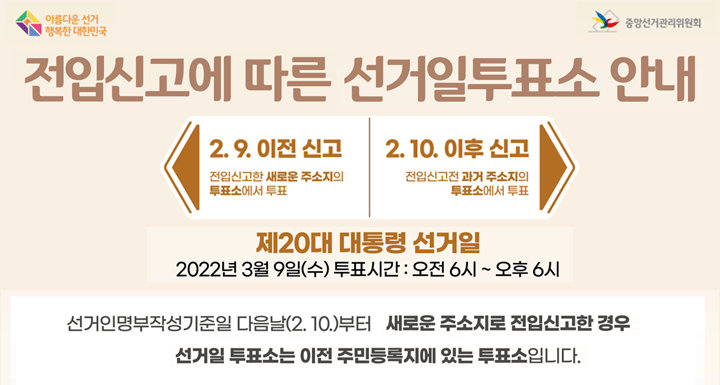 아름다운 선거
행복한 대한민국
중앙선거관리위원회
전입신고에 따른 선거일투표소 안내
2. 9. 이전 신고
전입신고한 새로운 주소지의
투표소에서 투표
2. 10. 이후 신고
전입신고전 과거 주소지의
투표소에서 투표
제20대 대통령 선거일
2022년 3월 9일(수) 투표시간 : 오전 6시 ~ 오후 6시
선거인명부작성기준일 다음날(2. 10.)부터 새로운 주소지로 전입신고한 경우
선거일 투표소는 이전 주민등록지에 있는 투표소입니다.